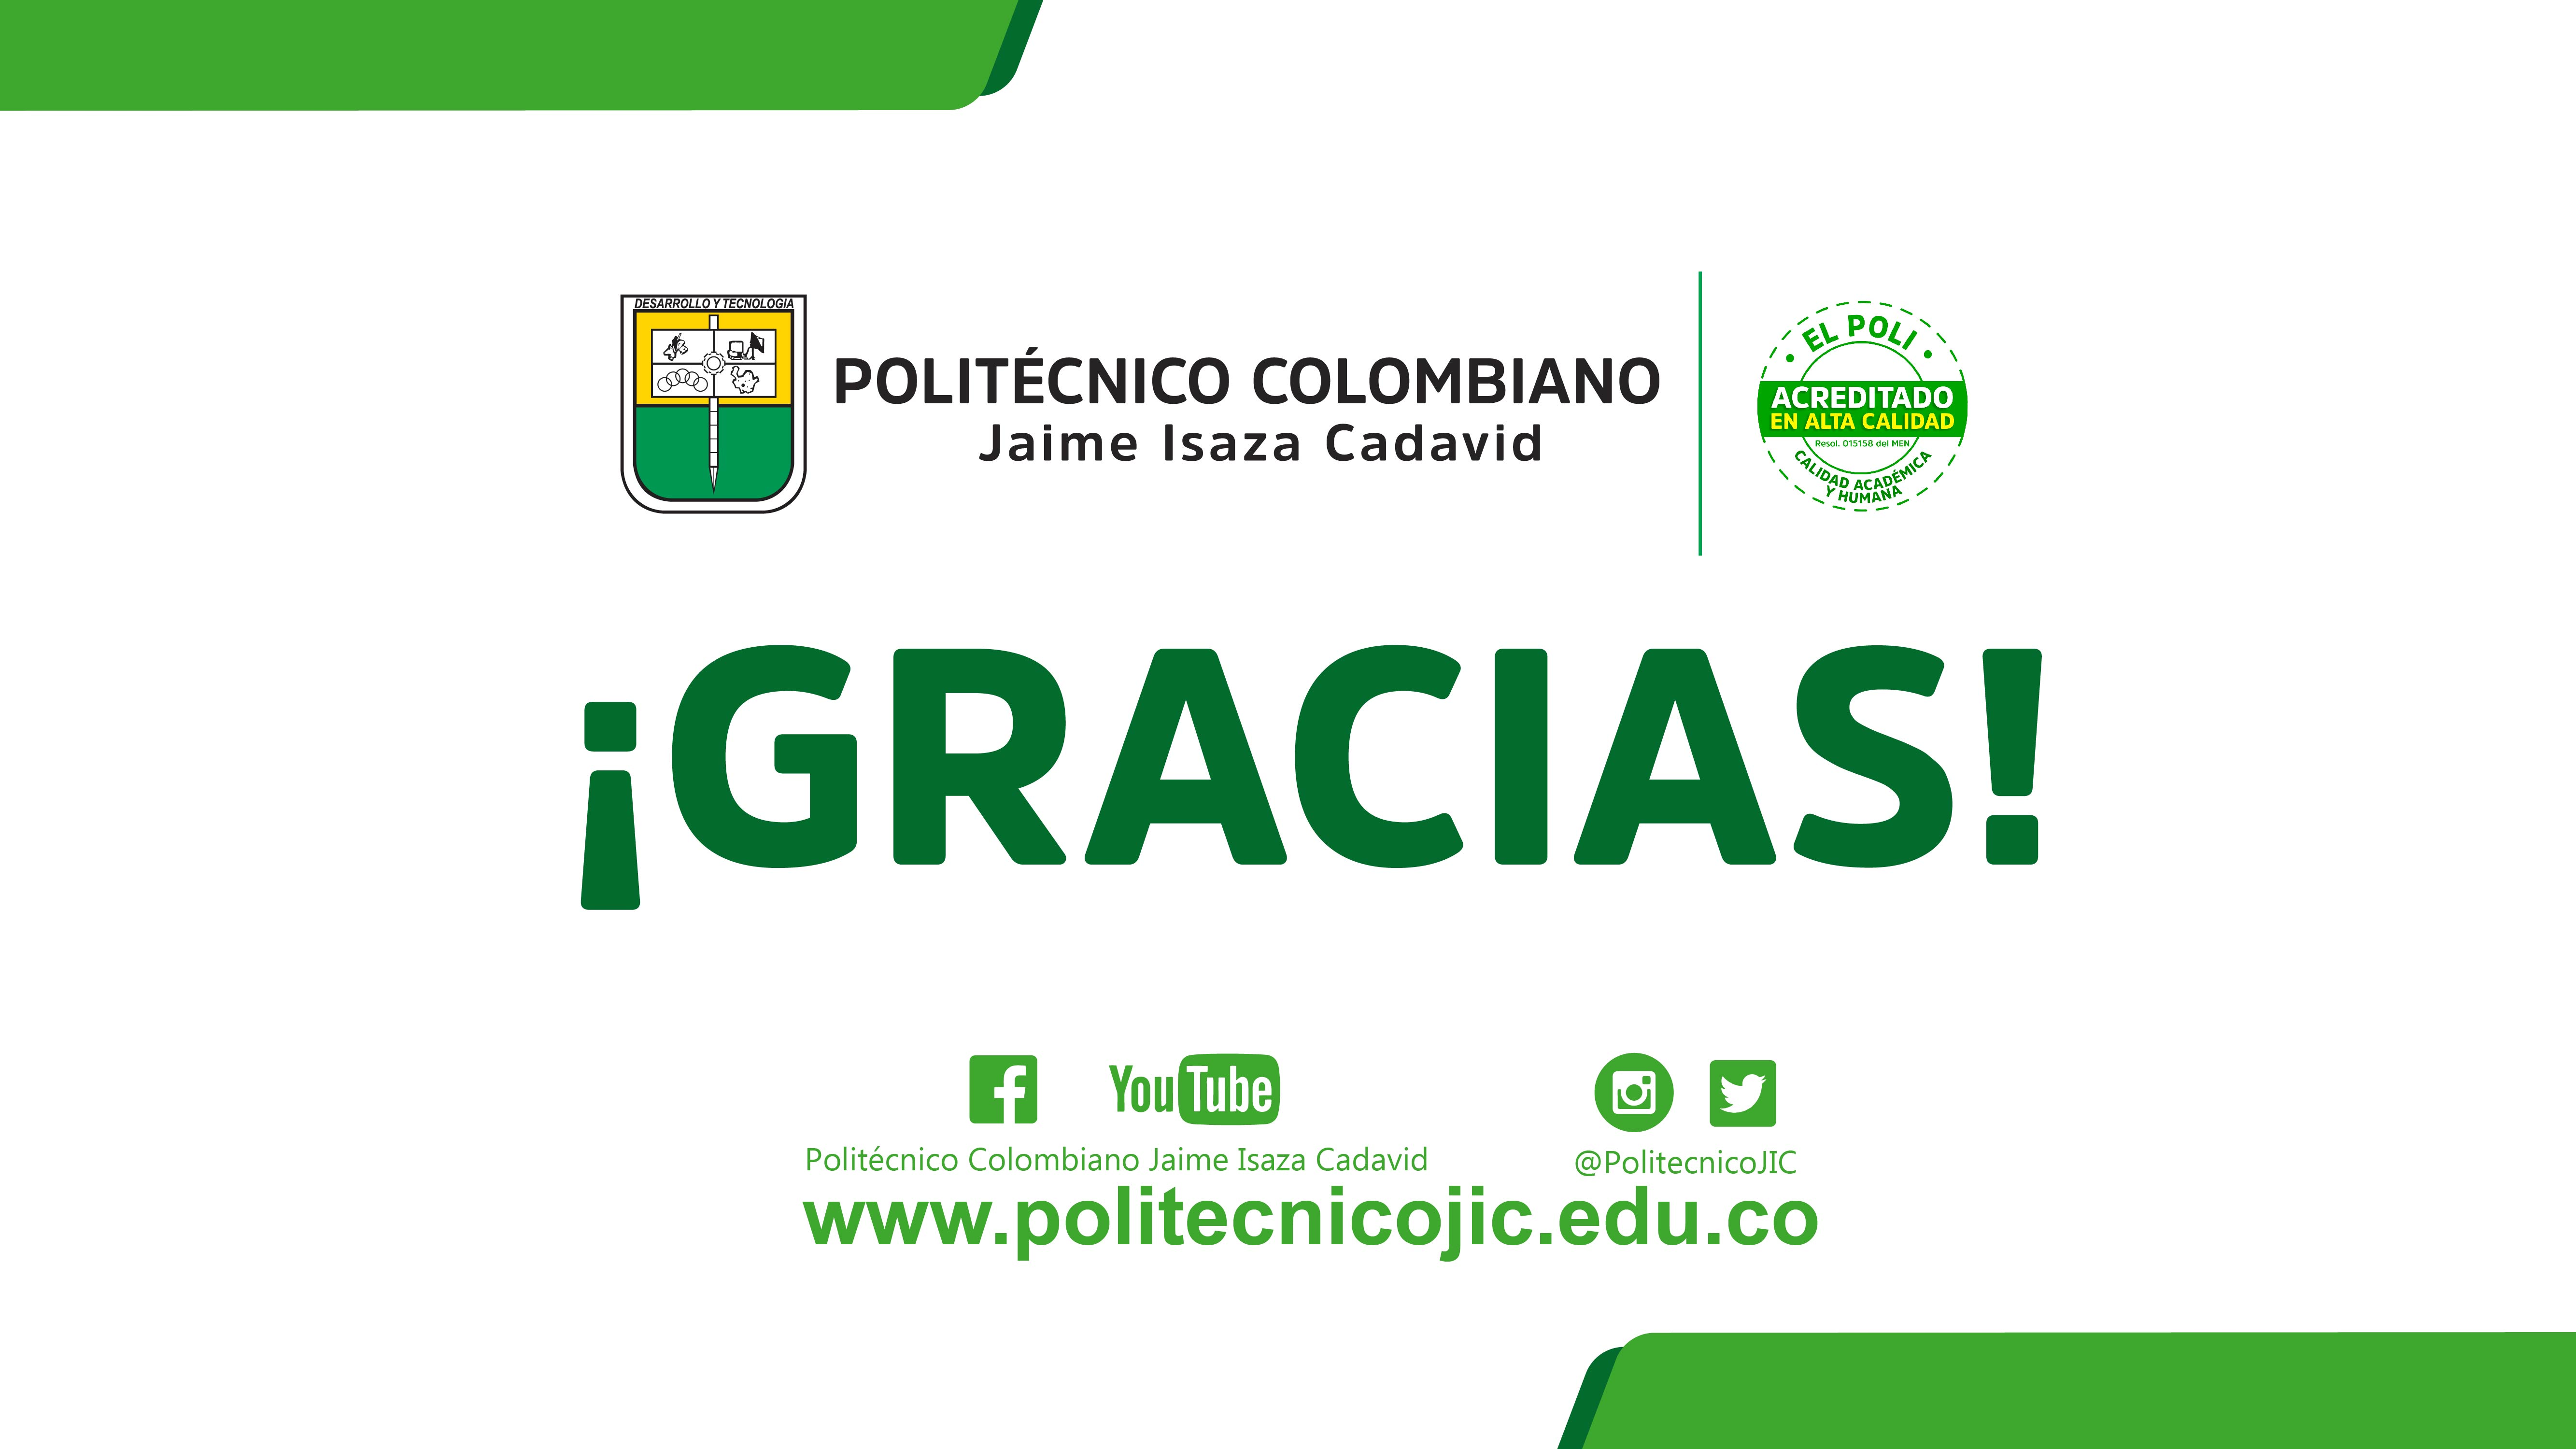 DESARROLLO Y TECNOLOGIA
POLITÉCNICO COLOMBIANO
Jaime Isaza Cadavid
EL POLI
ACREDITADO
EN ALTA CALIDAD
Resol. 015158 del MEN
CALIDAD ACADÉMICA
Y HUMANA
¡GRACIAS!
YouTube
Politécnico Colombiano Jaime Isaza Cadavid
@PolitecnicoJIC
www.politecnicojic.edu.co